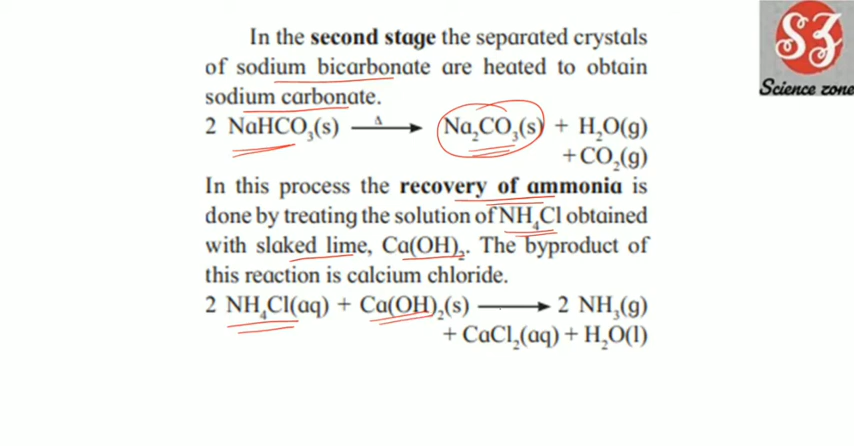 In the second stage the separated crystals
of sodium bicarbonate are heated to obtain
sodium carbonate.
2 NaHCO₃(s) —Δ→ Na₂CO₃(s) + H₂O(g)
+CO₂(g)
In this process the recovery of ammonia is
done by treating the solution of NH₄Cl obtained
with slaked lime, Ca(OH)₂. The byproduct of
this reaction is calcium chloride.
2 NH₄Cl(aq) + Ca(OH)₂(s) ⟶ 2 NH₃(g)
+ CaCl₂(aq) + H₂O(l)
SZ
Science zone